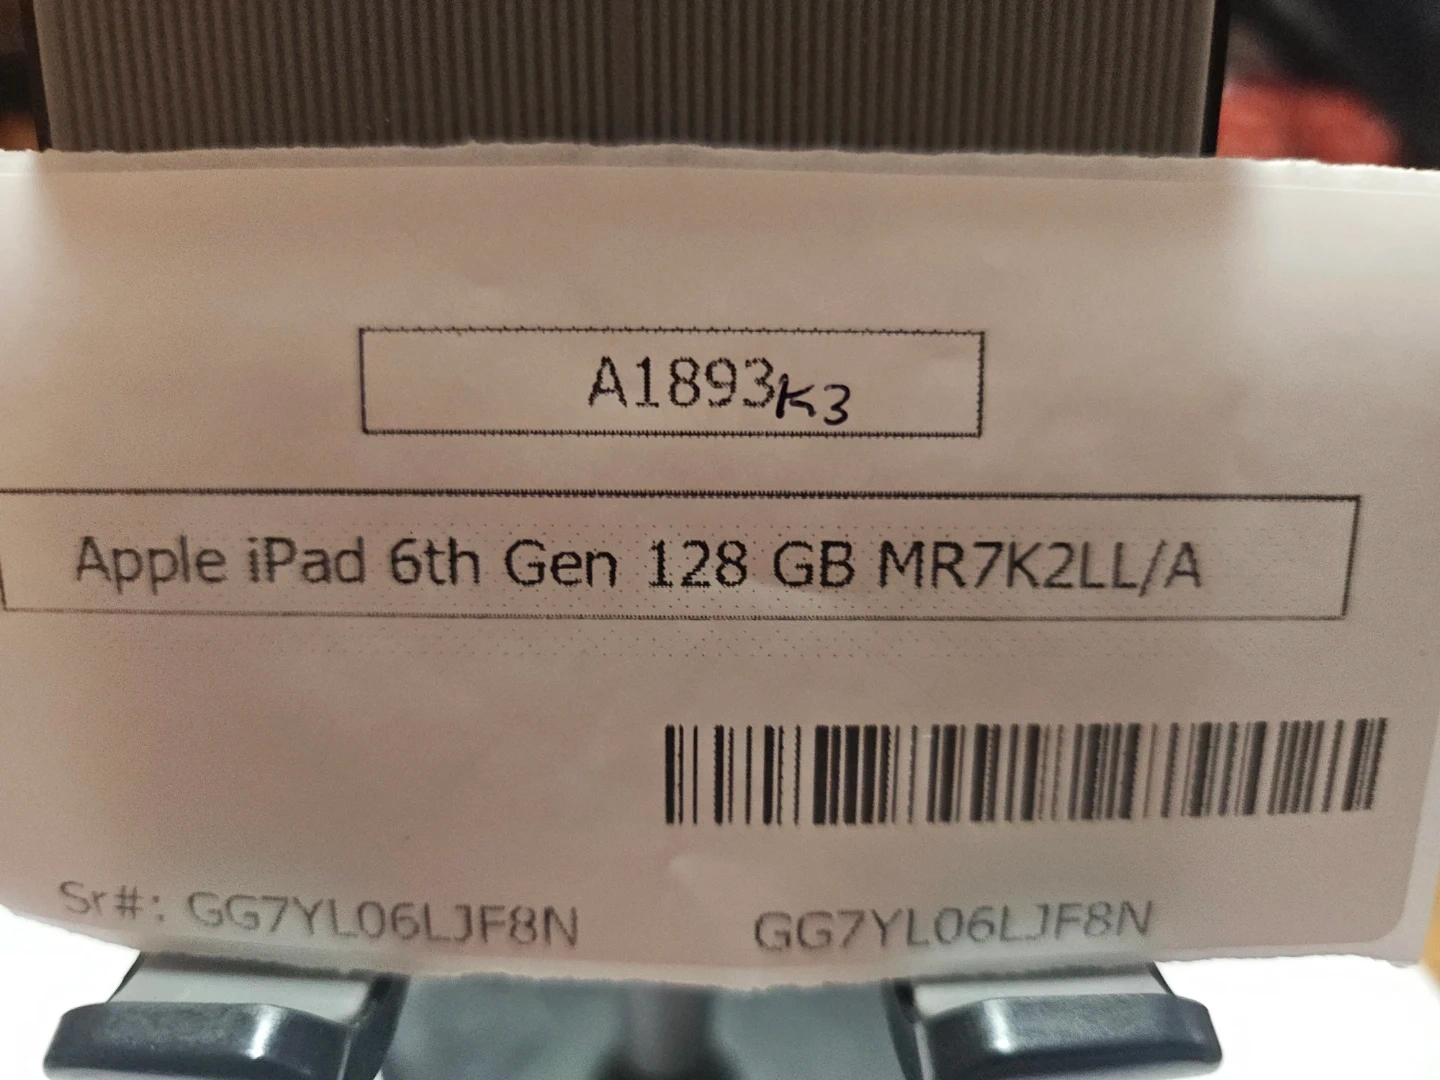 A1893K3
Apple iPad 6th Gen 128 GB MR7K2LL/A
Sr#: GG7YL06LJF8N GG7YL06LJF8N